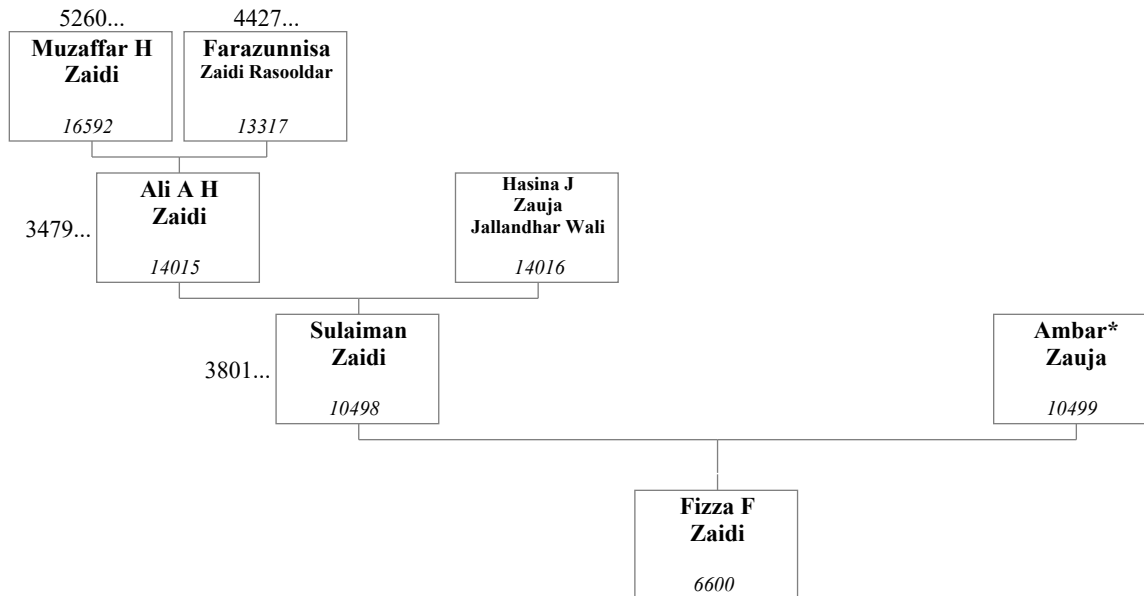 5260...
4427...
Muzaffar H
Zaidi
16592
Farazunnisa
Zaidi Rasooldar
13317
3479...
Ali A H
Zaidi
14015
Hasina J
Zauja
Jallandhar Wali
14016
3801...
Sulaiman
Zaidi
10498
Ambar*
Zauja
10499
Fizza F
Zaidi
6600